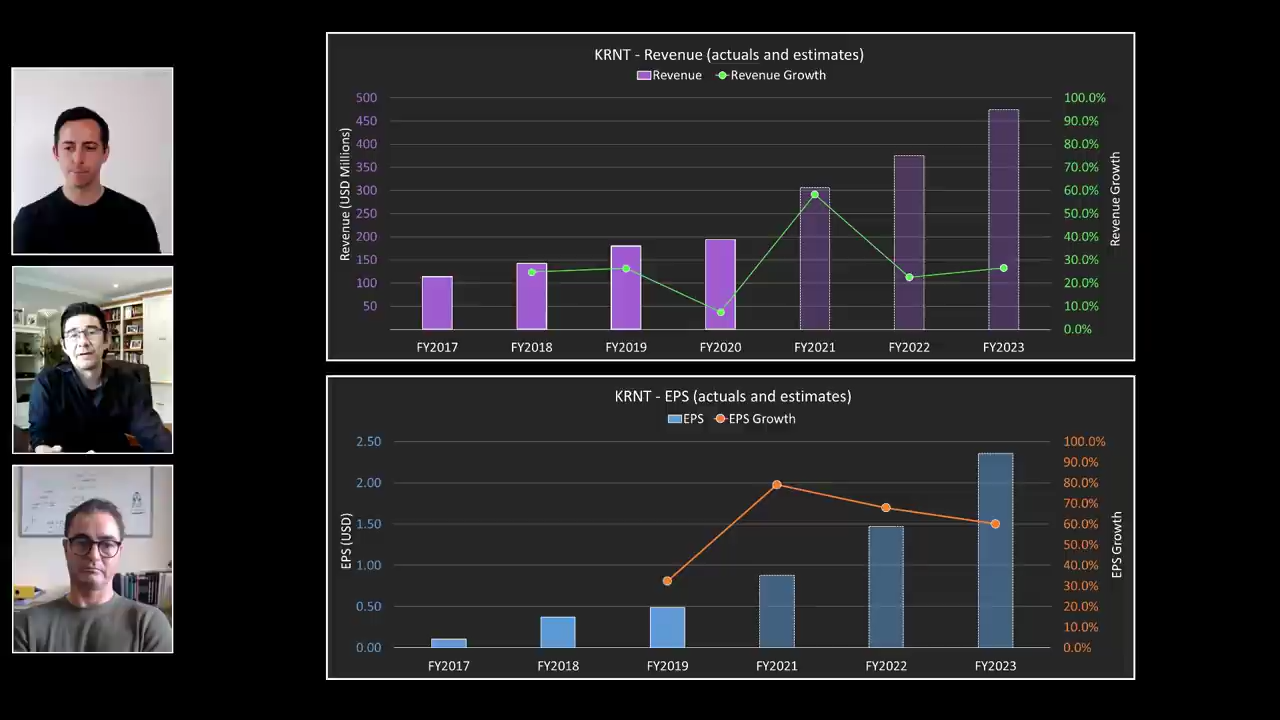 KRNT - Revenue (actuals and estimates)
Revenue Revenue Growth
500 100.0%
450 90.0%
400 80.0%
350 70.0%
300 60.0%
250 50.0%
200 40.0%
150 30.0%
100 20.0%
50 10.0%
0.0%
Revenue (USD Millions)
Revenue Growth
FY2017 FY2018 FY2019 FY2020 FY2021 FY2022 FY2023
KRNT - EPS (actuals and estimates)
EPS EPS Growth
2.50 100.0%
90.0%
2.00 80.0%
70.0%
1.50 60.0%
50.0%
1.00 40.0%
30.0%
0.50 20.0%
10.0%
0.00 0.0%
EPS (USD)
EPS Growth
FY2017 FY2018 FY2019 FY2021 FY2022 FY2023